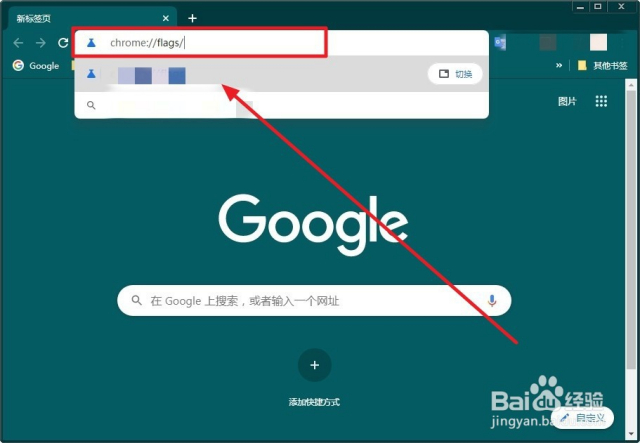 新标签页
chrome://flags/
Google
切换
其他书签
图片
Google
在 Google 上搜索，或者输入一个网址
添加快捷方式
Baidu 经验
jingyan.baidu.com
自定义